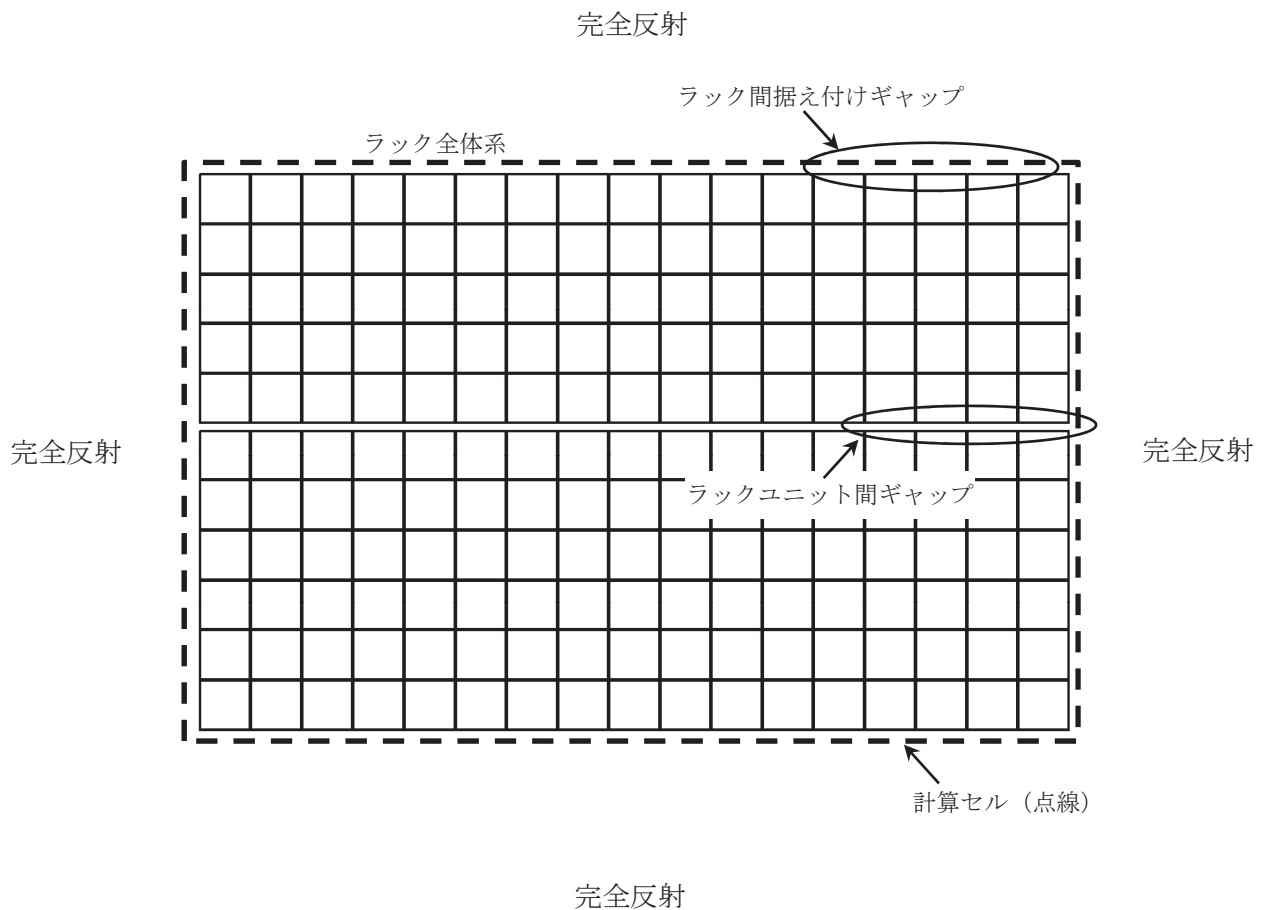 完全反射
ラック間据え付けギャップ
ラック全体系
完全反射
完全反射
ラックユニット間ギャップ
計算セル（点線）
完全反射